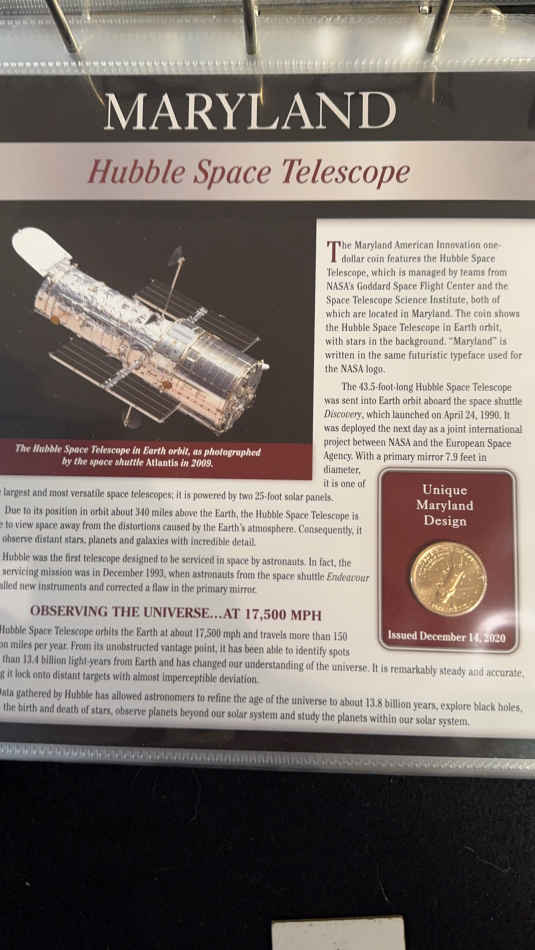 MARYLAND
Hubble Space Telescope
The Maryland American Innovation one-
dollar coin features the Hubble Space
Telescope, which is managed by teams from
NASA's Goddard Space Flight Center and the
Space Telescope Science Institute, both of
which are located in Maryland. The coin shows
the Hubble Space Telescope in Earth orbit,
with stars in the background. "Maryland" is
written in the same futuristic typeface used for
the NASA logo.
The 43.5-foot-long Hubble Space Telescope
was sent into Earth orbit aboard the space shuttle
Discovery, which launched on April 24, 1990. It
was deployed the next day as a joint international
project between NASA and the European Space
Agency. With a primary mirror 7.9 feet in
diameter,
it is one of
The Hubble Space Telescope in Earth orbit, as photographed
by the space shuttle Atlantis in 2009.
largest and most versatile space telescopes; it is powered by two 25-foot solar panels.
Due to its position in orbit about 340 miles above the Earth, the Hubble Space Telescope is
to view space away from the distortions caused by the Earth's atmosphere. Consequently, it
observe distant stars, planets and galaxies with incredible detail.
Hubble was the first telescope designed to be serviced in space by astronauts. In fact, the
servicing mission was in December 1993, when astronauts from the space shuttle Endeavour
new instruments and corrected a flaw in the primary mirror.
OBSERVING THE UNIVERSE...AT 17,500 MPH
Hubble Space Telescope orbits the Earth at about 17,500 mph and travels more than 150
miles per year. From its unobstructed vantage point, it has been able to identify spots
than 13.4 billion light-years from Earth and has changed our understanding of the universe. It is remarkably steady and accurate,
it lock onto distant targets with almost imperceptible deviation.
Data gathered by Hubble has allowed astronomers to refine the age of the universe to about 13.8 billion years, explore black holes,
the birth and death of stars, observe planets beyond our solar system and study the planets within our solar system.
Unique
Maryland
Design
Issued December 14, 2020